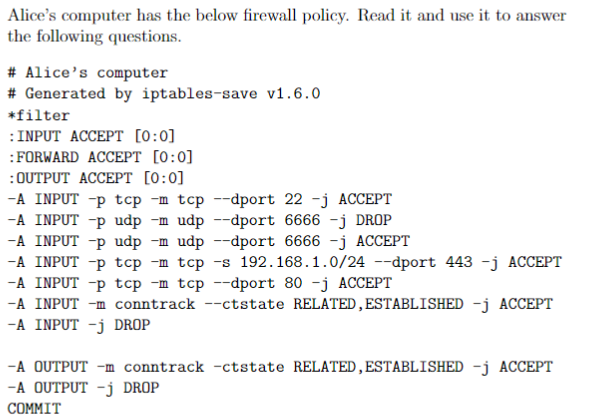 Alice's computer has the below firewall policy. Read it and use it to answer
the following questions.
# Alice's computer
# Generated by iptables-save v1.6.0
*filter
:INPUT ACCEPT [0:0]
:FORWARD ACCEPT [0:0]
:OUTPUT ACCEPT [0:0]
-A INPUT -p tcp -m tcp --dport 22 -j ACCEPT
-A INPUT -p udp -m udp --dport 6666 -j DROP
-A INPUT -p udp -m udp --dport 6666 -j ACCEPT
-A INPUT -p tcp -m tcp -s 192.168.1.0/24 --dport 443 -j ACCEPT
-A INPUT -p tcp -m tcp --dport 80 -j ACCEPT
-A INPUT -m conntrack --ctstate RELATED,ESTABLISHED -j ACCEPT
-A INPUT -j DROP
-A OUTPUT -m conntrack -ctstate RELATED,ESTABLISHED -j ACCEPT
-A OUTPUT -j DROP
COMMIT